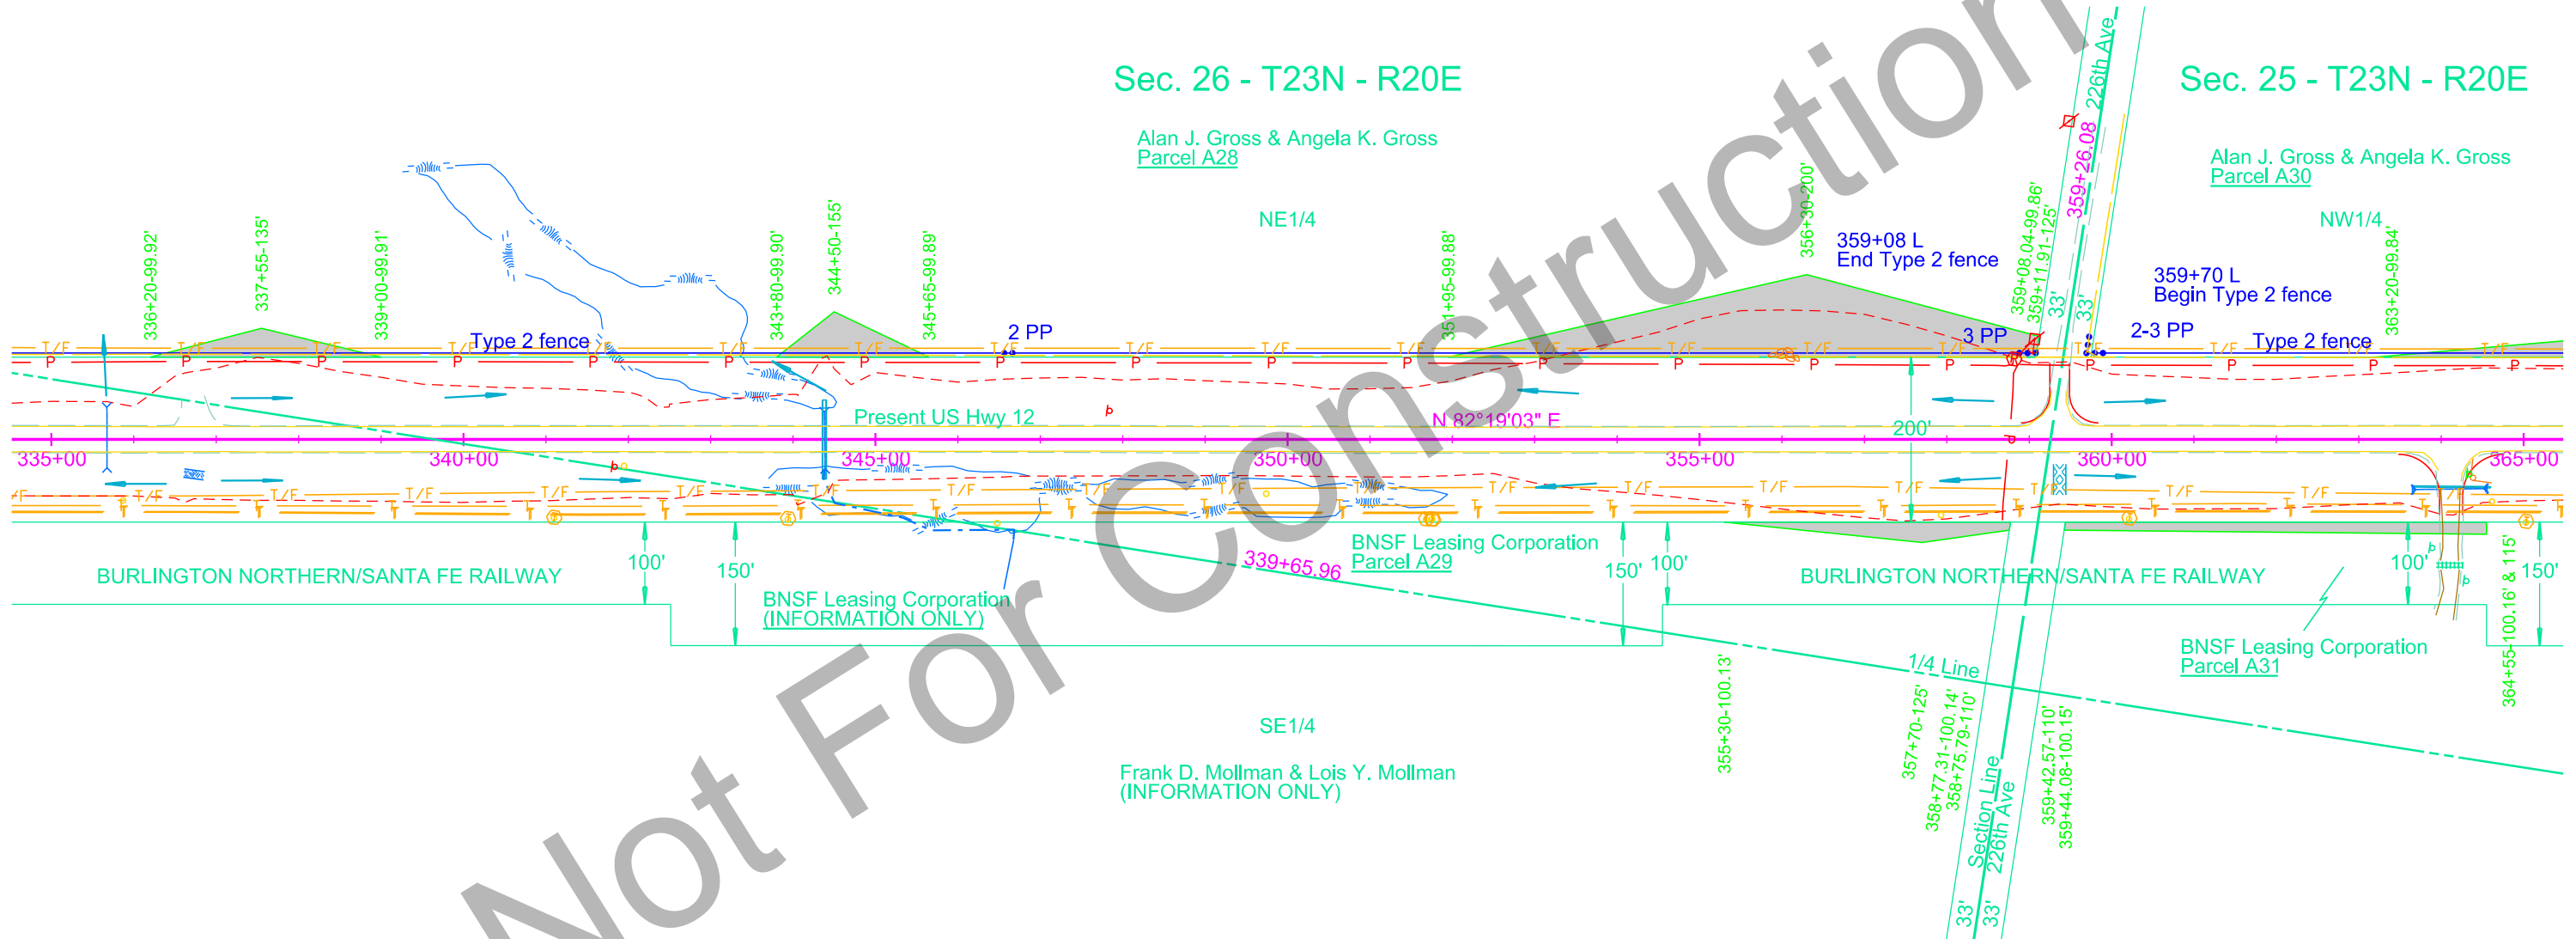 Not For Construction
Sec. 26 - T23N - R20E
Sec. 25 - T23N - R20E
226th Ave
359+26.08
Alan J. Gross & Angela K. Gross
Parcel A28
Alan J. Gross & Angela K. Gross
Parcel A30
NE1/4
NW1/4
336+20-99.92'
337+55-135'
339+00-99.91'
343+80-99.90'
344+50-155'
345+65-99.89'
351+95-99.88'
356+30-200'
359+08.04-99.86'
359+11.91-125'
363+20-99.84'
359+08 L
End Type 2 fence
33'
33'
359+70 L
Begin Type 2 fence
Type 2 fence
2 PP
3 PP
2-3 PP
Type 2 fence
T/F T/F T/F T/F T/F T/F T/F T/F T/F T/F T/F T/F T/F T/F T/F T/F T/F T/F
P P P P P P P P P P P P P P P P P P P
Present US Hwy 12
N 82°19'03" E
200'
335+00
340+00
345+00
350+00
355+00
360+00
365+00
T/F T/F T/F T/F T/F T/F T/F T/F T/F T/F T/F T/F T/F T/F T/F T/F T/F T/F
100'
150'
BURLINGTON NORTHERN/SANTA FE RAILWAY
BNSF Leasing Corporation
(INFORMATION ONLY)
339+65.96
BNSF Leasing Corporation
Parcel A29
150'
100'
BURLINGTON NORTHERN/SANTA FE RAILWAY
100'
150'
BNSF Leasing Corporation
Parcel A31
1/4 Line
355+30-100.13'
357+70-125'
358+77.31-100.14'
358+75.79-110'
359+42.57-110'
359+44.08-100.15'
364+55-100.16' & 115'
SE1/4
Frank D. Mollman & Lois Y. Mollman
(INFORMATION ONLY)
Section Line
226th Ave
33'
33'